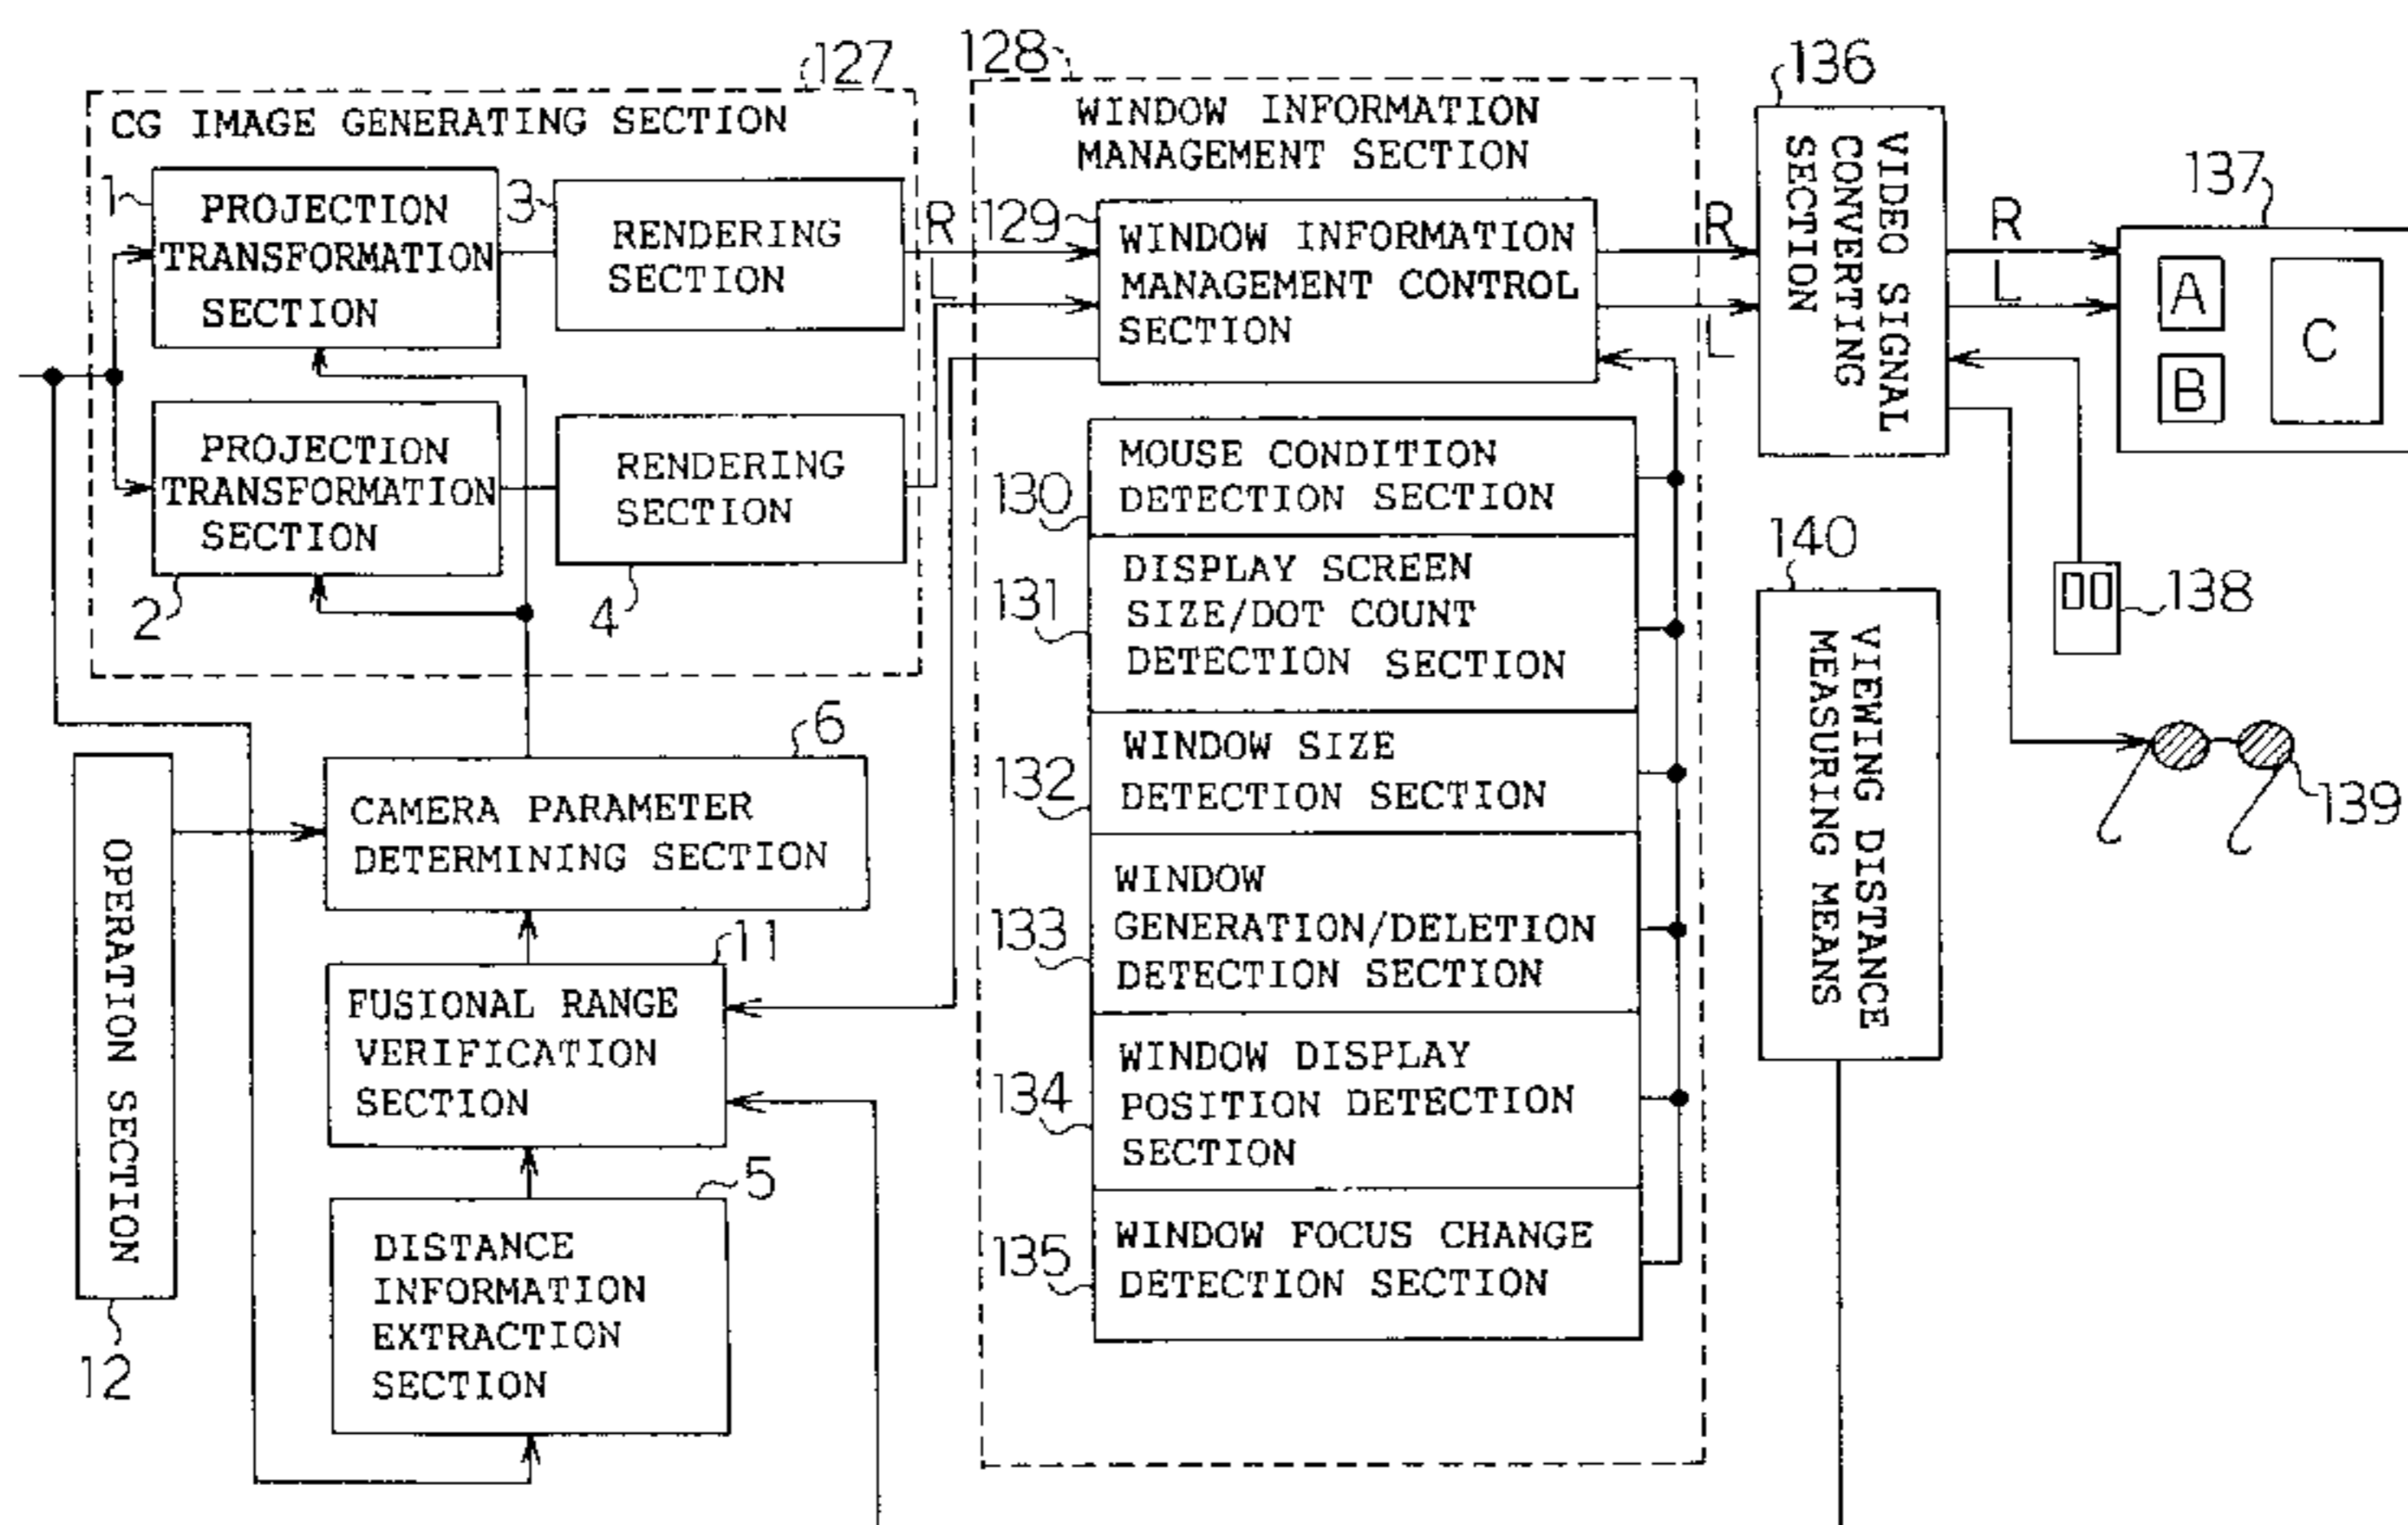 127
CG IMAGE GENERATING SECTION
1
PROJECTION
TRANSFORMATION
SECTION
3
RENDERING
SECTION
R
L
PROJECTION
TRANSFORMATION
SECTION
2
RENDERING
SECTION
4
6
CAMERA PARAMETER
DETERMINING SECTION
OPERATION SECTION
12
11
FUSIONAL RANGE
VERIFICATION
SECTION
5
DISTANCE
INFORMATION
EXTRACTION
SECTION
128
WINDOW INFORMATION
MANAGEMENT SECTION
129
WINDOW INFORMATION
MANAGEMENT CONTROL
SECTION
130
MOUSE CONDITION
DETECTION SECTION
131
DISPLAY SCREEN
SIZE/DOT COUNT
DETECTION SECTION
132
WINDOW SIZE
DETECTION SECTION
133
WINDOW
GENERATION/DELETION
DETECTION SECTION
134
WINDOW DISPLAY
POSITION DETECTION
SECTION
135
WINDOW FOCUS CHANGE
DETECTION SECTION
R
L
136
VIDEO SIGNAL
CONVERTING
SECTION
R
L
137
A
B
C
138
139
140
VIEWING DISTANCE
MEASURING MEANS